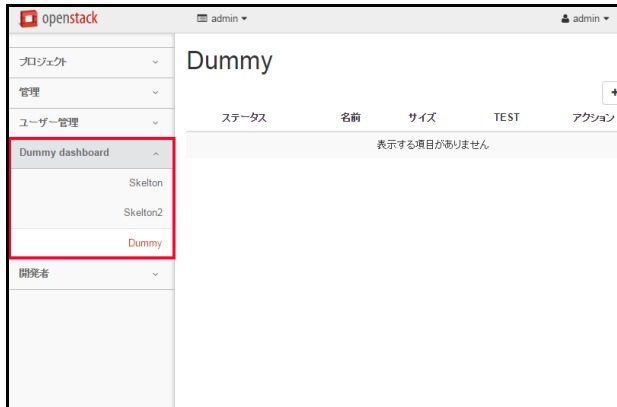 openstack
admin
admin
プロジェクト
管理
ユーザー管理
Dummy dashboard
Skelton
Skelton2
Dummy
開発者
Dummy
+
ステータス 名前 サイズ TEST アクション
表示する項目がありません